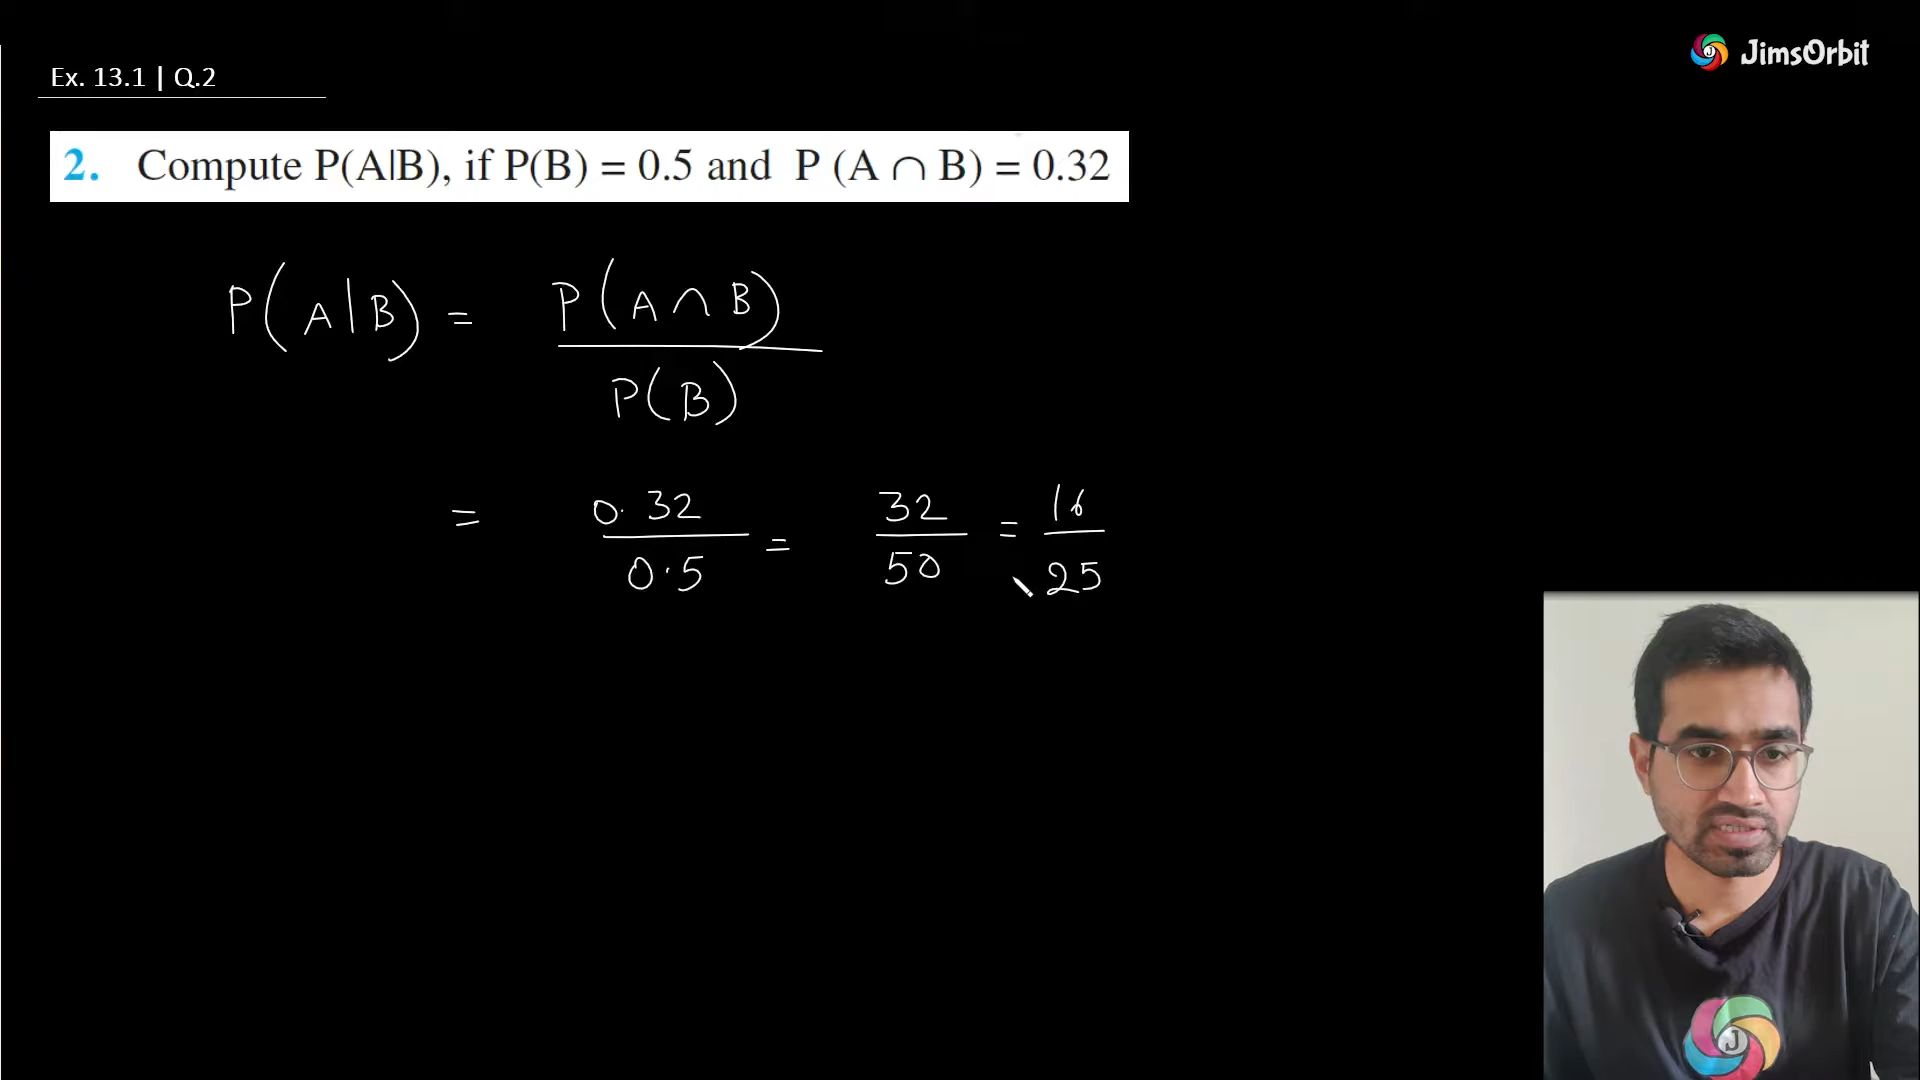 JimsOrbit
Ex. 13.1 | Q.2
2. Compute P(A|B), if P(B) = 0.5 and P (A ∩ B) = 0.32
P(A|B) = P(A∩B)
P(B)
= 0.32 = 32 = 16
0.5 50 25
J